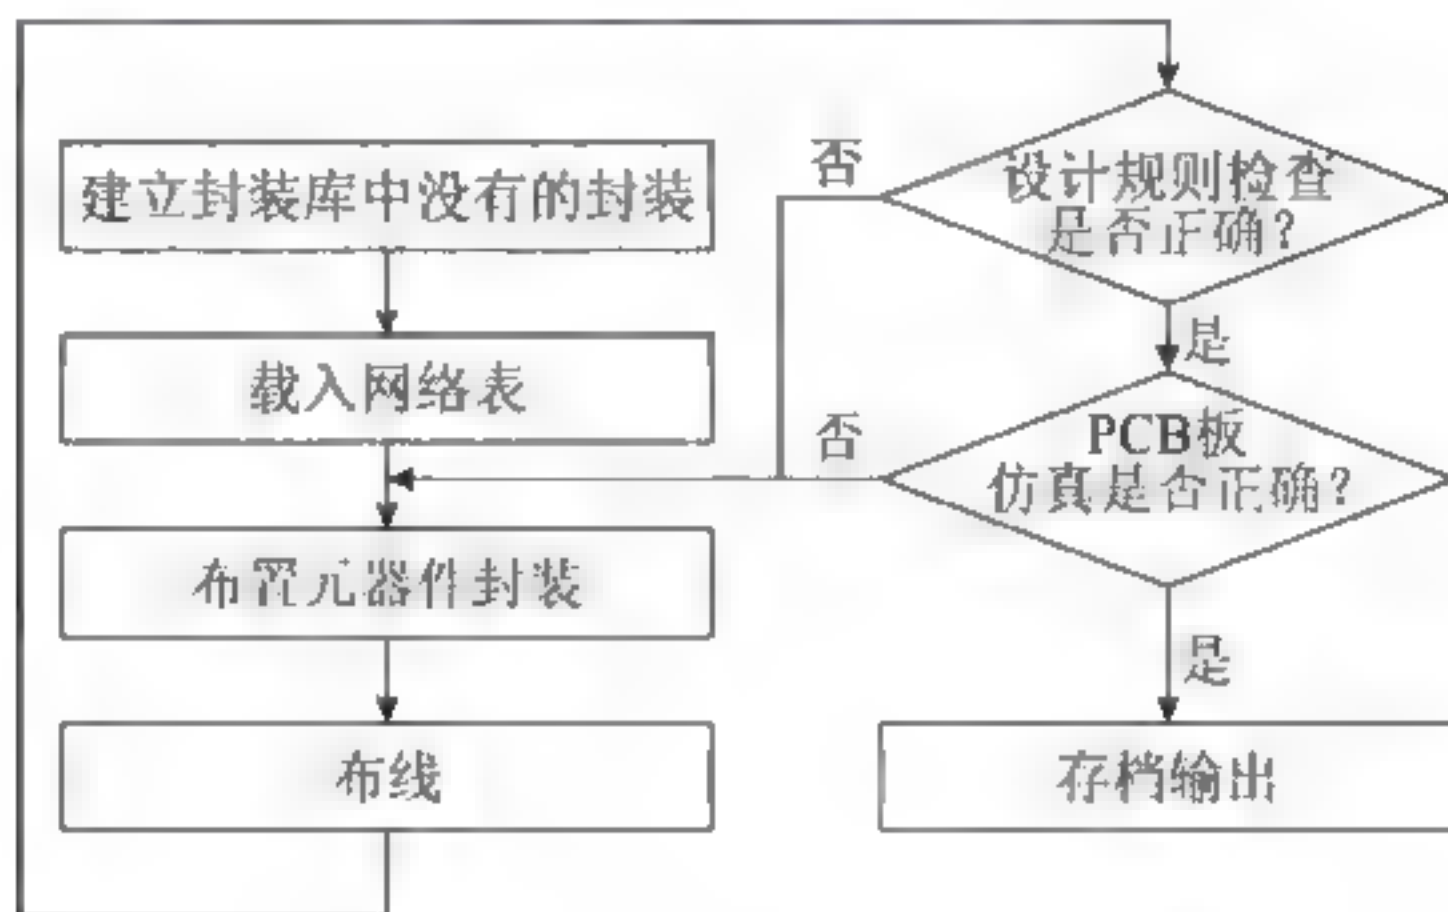 建立封装库中没有的封装
载入网络表
布置元器件封装
布线
否
设计规则检查
是否正确?
是
否
PCB板
仿真是否正确?
是
存档输出